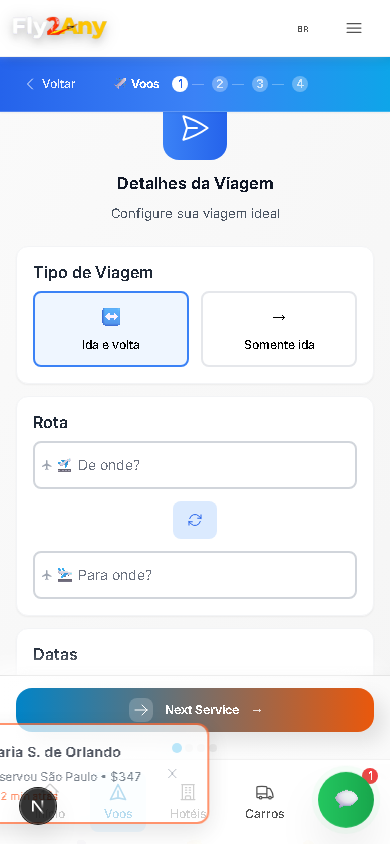 Fly2Any
BR
Voltar
Voos 1 2 3 4
Detalhes da Viagem
Configure sua viagem ideal
Tipo de Viagem
Ida e volta
→
Somente ida
Rota
De onde?
Para onde?
Datas
→ Next Service →
aria S. de Orlando
servou São Paulo • $347
2 min
N
Voos
Hotéis
Carros
1